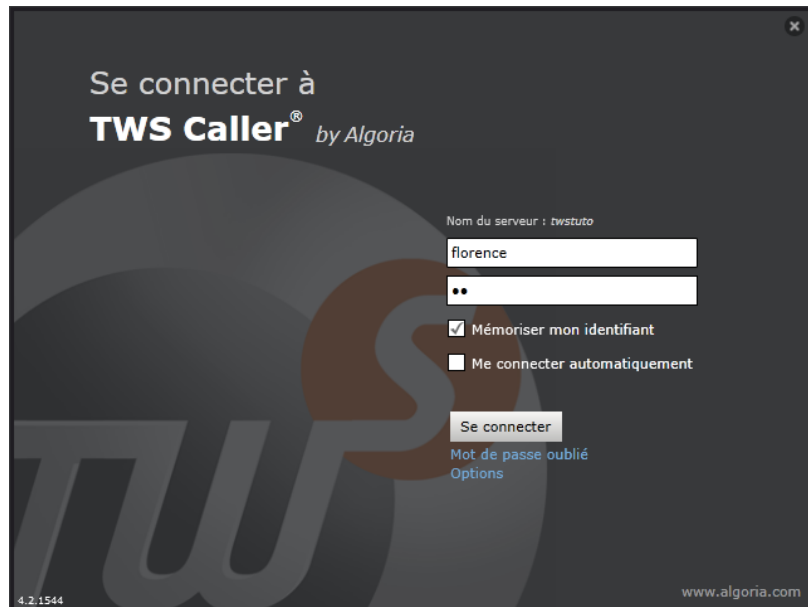 Se connecter à
TWS Caller® by Algoria
Nom du serveur : twstuto
florence
••
Mémoriser mon identifiant
Me connecter automatiquement
Se connecter
Mot de passe oublié
Options
TWS
4.2.1544
www.algoria.com